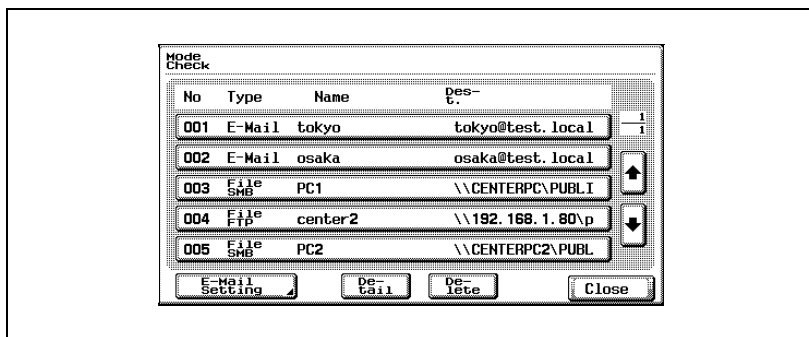 Mode
Check
No Type Name Des-
t.
1
1
001 E-Mail tokyo tokyo@test.local
002 E-Mail osaka osaka@test.local
003 File
SMB PC1 \\CENTERPC\PUBLI
004 File
FTP center2 \\192.168.1.80\p
005 File
SMB PC2 \\CENTERPC2\PUBL
E-Mail
Setting De-
tail De-
lete Close